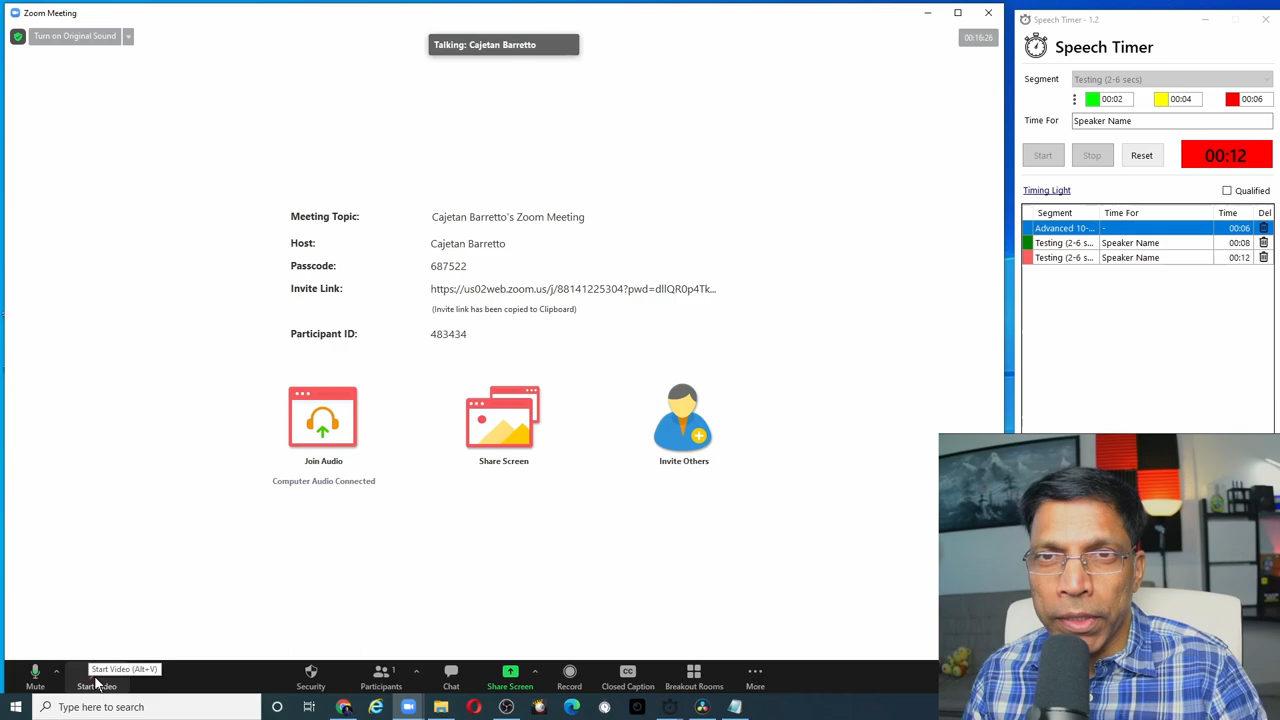 Zoom Meeting
Turn on Original Sound
Talking: Cajetan Barretto
00:16:26
Meeting Topic: Cajetan Barretto's Zoom Meeting
Host: Cajetan Barretto
Passcode: 687522
Invite Link: https://us02web.zoom.us/j/88141225304?pwd=dllQR0p4Tk...
(Invite link has been copied to Clipboard)
Participant ID: 483434
Join Audio Share Screen Invite Others
Computer Audio Connected
Start Video (Alt+V)
Mute Start Video Security Participants 1 Chat Share Screen Record Closed Caption Breakout Rooms More
CC
Type here to search
Speech Timer - 1.2
Speech Timer
Segment Testing (2-6 secs)
00:02 00:04 00:06
Time For Speaker Name
Start Stop Reset 00:12
Timing Light Qualified
Segment Time For Time Del
Advanced 10-... - 00:06
Testing (2-6 s... Speaker Name 00:08
Testing (2-6 s... Speaker Name 00:12